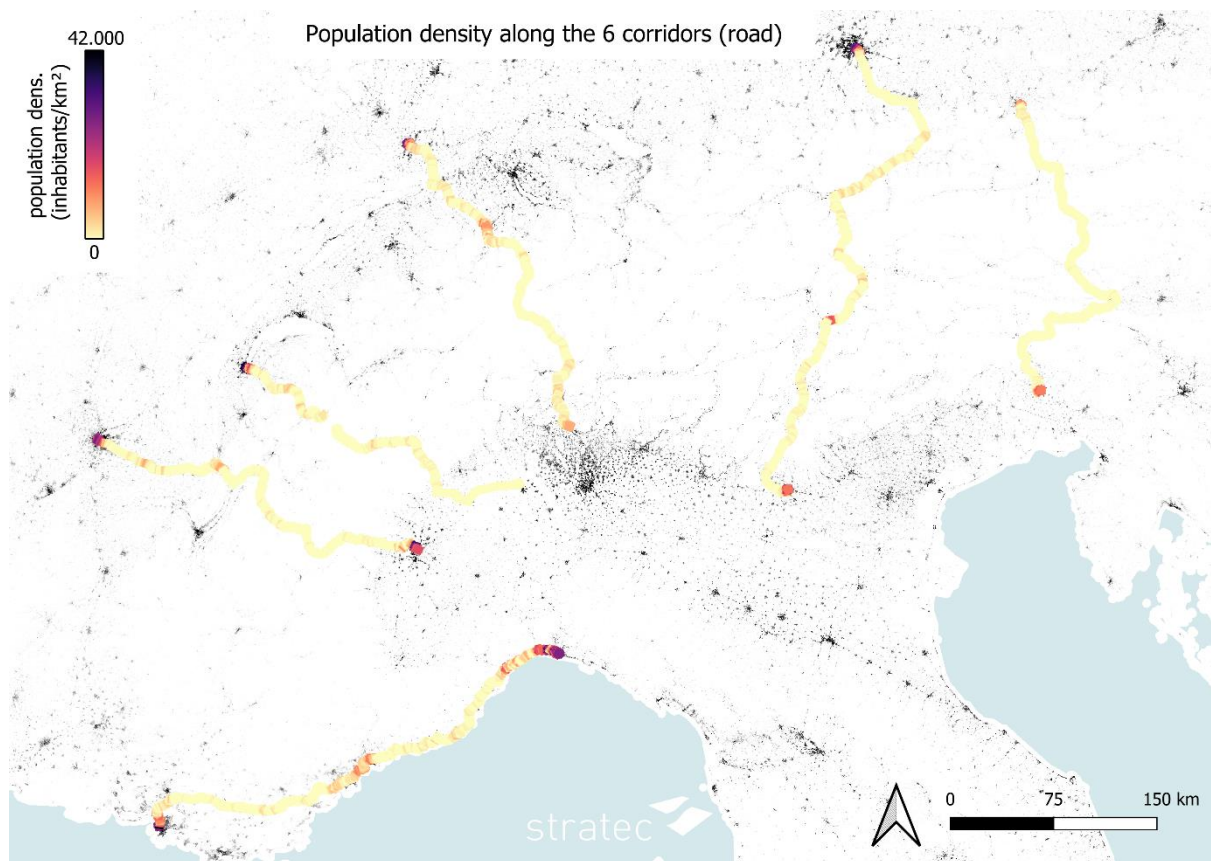 Population density along the 6 corridors (road)
42.000
population dens.
(inhabitants/km²)
0
stratec
0 75 150 km